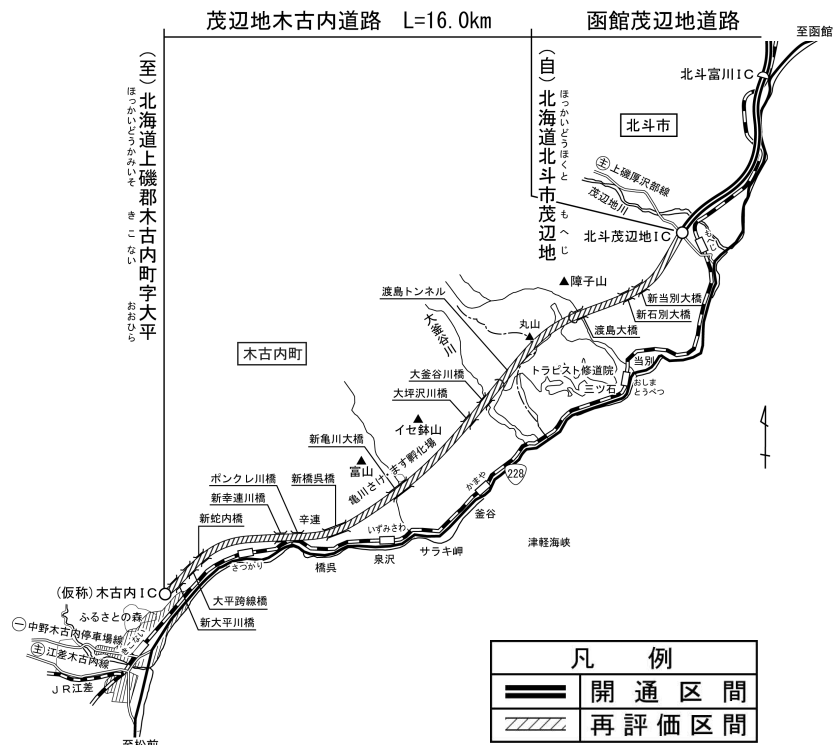 茂辺地木古内道路 L=16.0km
函館茂辺地道路
至函館
(至)北海道上磯郡木古内町字大平
ほっかいどうかみいそ きこない おおひら
(自)北海道北斗市茂辺地
ほっかいどうほくと もへじ
北斗富川IC
北斗市
主 上磯厚沢部線
茂辺地川
北斗茂辺地IC
もへじ
障子山
渡島トンネル
新当別大橋
新石別大橋
丸山
渡島大橋
大釜谷川
木古内町
当別
トラピスト修道院
三ツ石
おしまとうべつ
大釜谷川橋
大坪沢川橋
イセ鉢山
新亀川大橋
富山
亀川さけ・ます孵化場
228
ポンクレ川橋
新橋呉橋
かまや
釜谷
新幸連川橋
辛連
新蛇内橋
いずみさわ
津軽海峡
サラキ岬
泉沢
橋呉
さつかり
(仮称)木古内IC
大平跨線橋
ふるさとの森
新大平川橋
きこない
一 中野木古内停車場線
主 江差木古内線
JR江差
至松前
凡例
開通区間
再評価区間